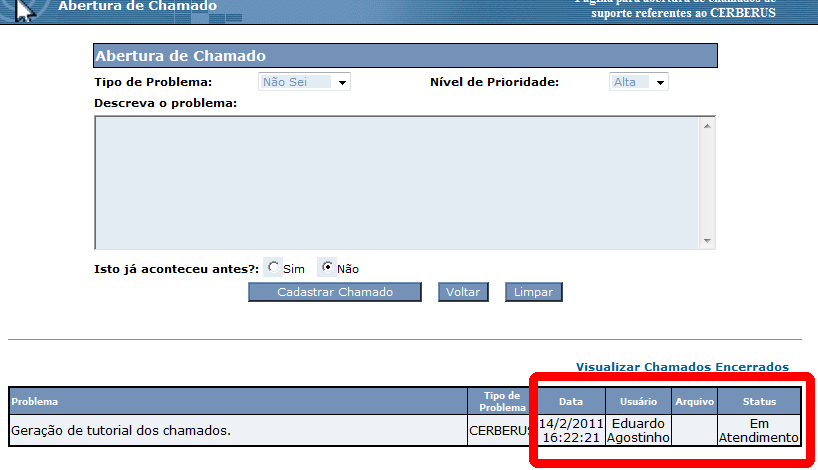 Abertura de Chamado
Página para abertura de chamados de
suporte referentes ao CERBERUS
Abertura de Chamado
Tipo de Problema: Não Sei Nível de Prioridade: Alta
Descreva o problema:
Isto já aconteceu antes?: Sim Não
Cadastrar Chamado Voltar Limpar
Visualizar Chamados Encerrados
Problema Tipo de Problema Data Usuário Arquivo Status
Geração de tutorial dos chamados. CERBERUS 14/2/2011 16:22:21 Eduardo Agostinho Em Atendimento